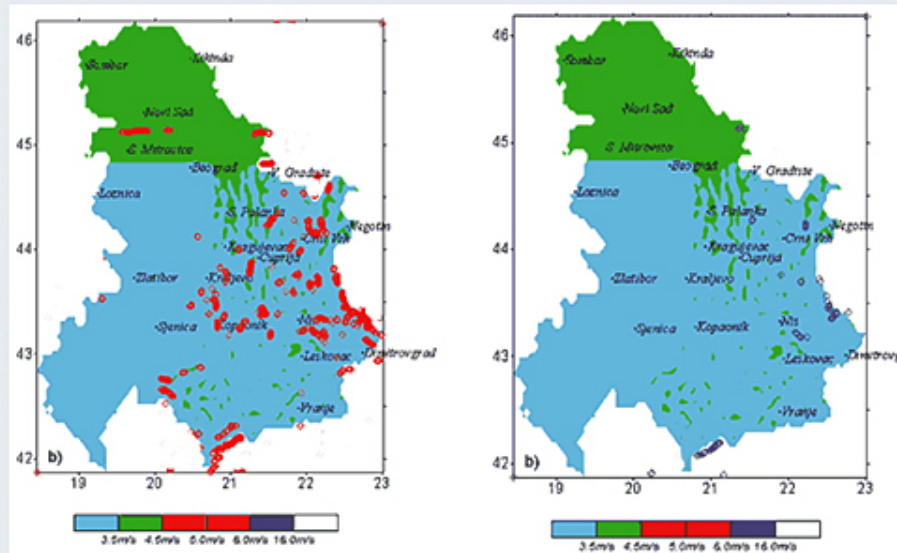 46
45
44
43
42
19 20 21 22 23
b)
Sombar
Kikinda
Novi Sad
S. Mitrovica
Beograd
V. Gradiste
Loznica
S. Palanka
Negotin
Crni Vrh
Kragujevac
Cuprija
Zlatibor
Kraljevo
Sjenica
Kopaonik
Nis
Leskovac
Dimitrovgrad
Vranje
3.5m/s 4.5m/s 5.0m/s 6.0m/s 16.0m/s
46
45
44
43
42
19 20 21 22 23
b)
Sombar
Kikinda
Novi Sad
S. Mitrovica
Beograd
V. Gradiste
Loznica
S. Palanka
Negotin
Crni Vrh
Kragujevac
Cuprija
Zlatibor
Kraljevo
Sjenica
Kopaonik
Nis
Leskovac
Dimitrovg
Vranje
3.5m/s 4.5m/s 5.0m/s 6.0m/s 16.0m/s